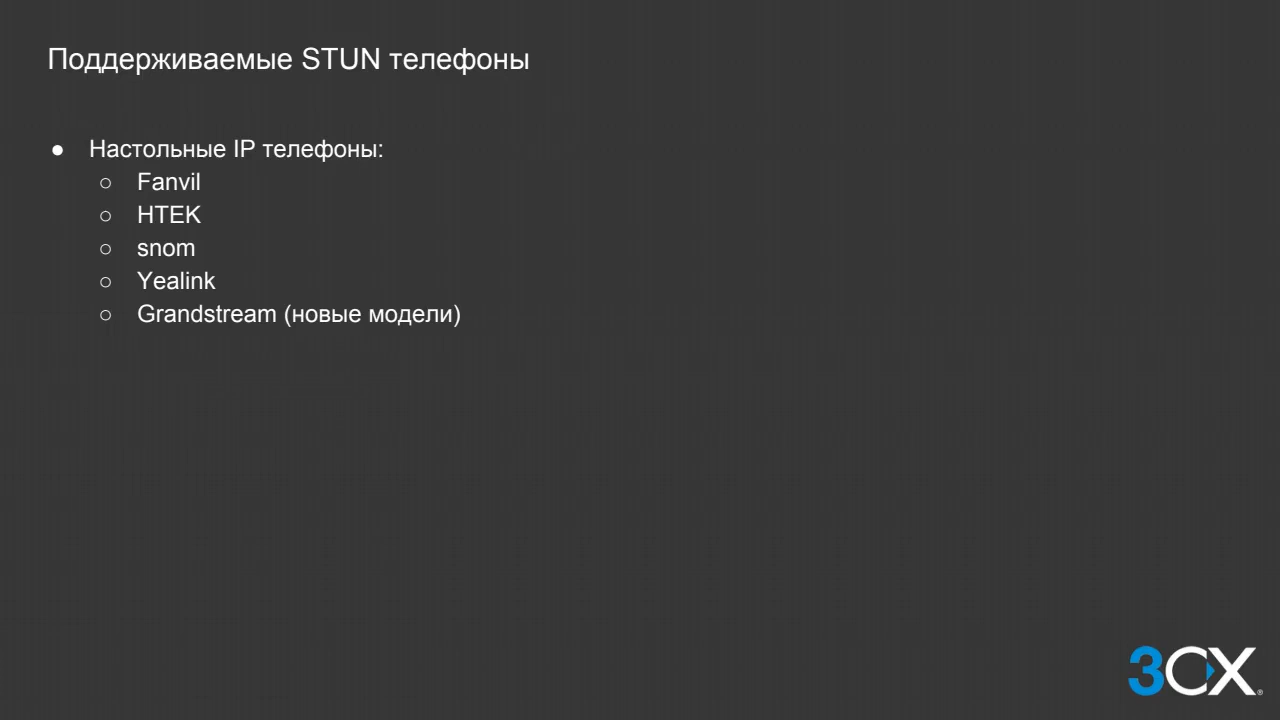 Поддерживаемые STUN телефоны
● Настольные IP телефоны:
○ Fanvil
○ HTEK
○ snom
○ Yealink
○ Grandstream (новые модели)
3CX®